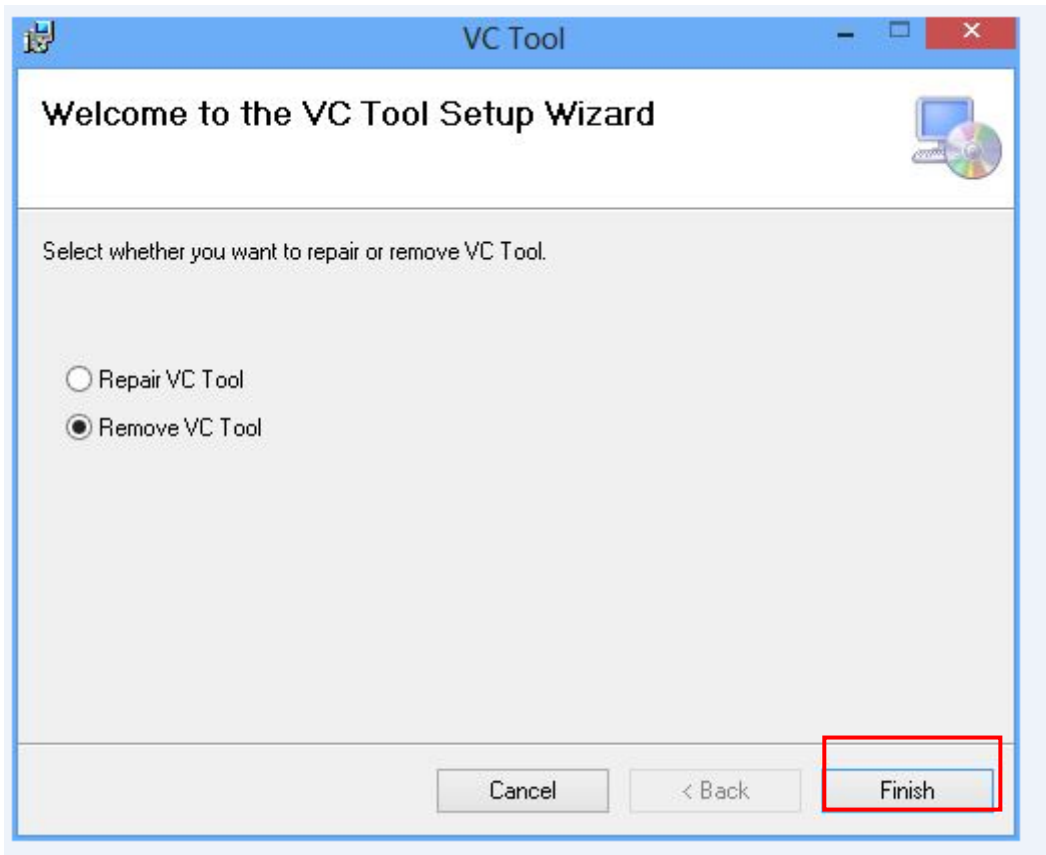 VC Tool
Welcome to the VC Tool Setup Wizard
Select whether you want to repair or remove VC Tool.
Repair VC Tool
Remove VC Tool
Cancel
< Back
Finish